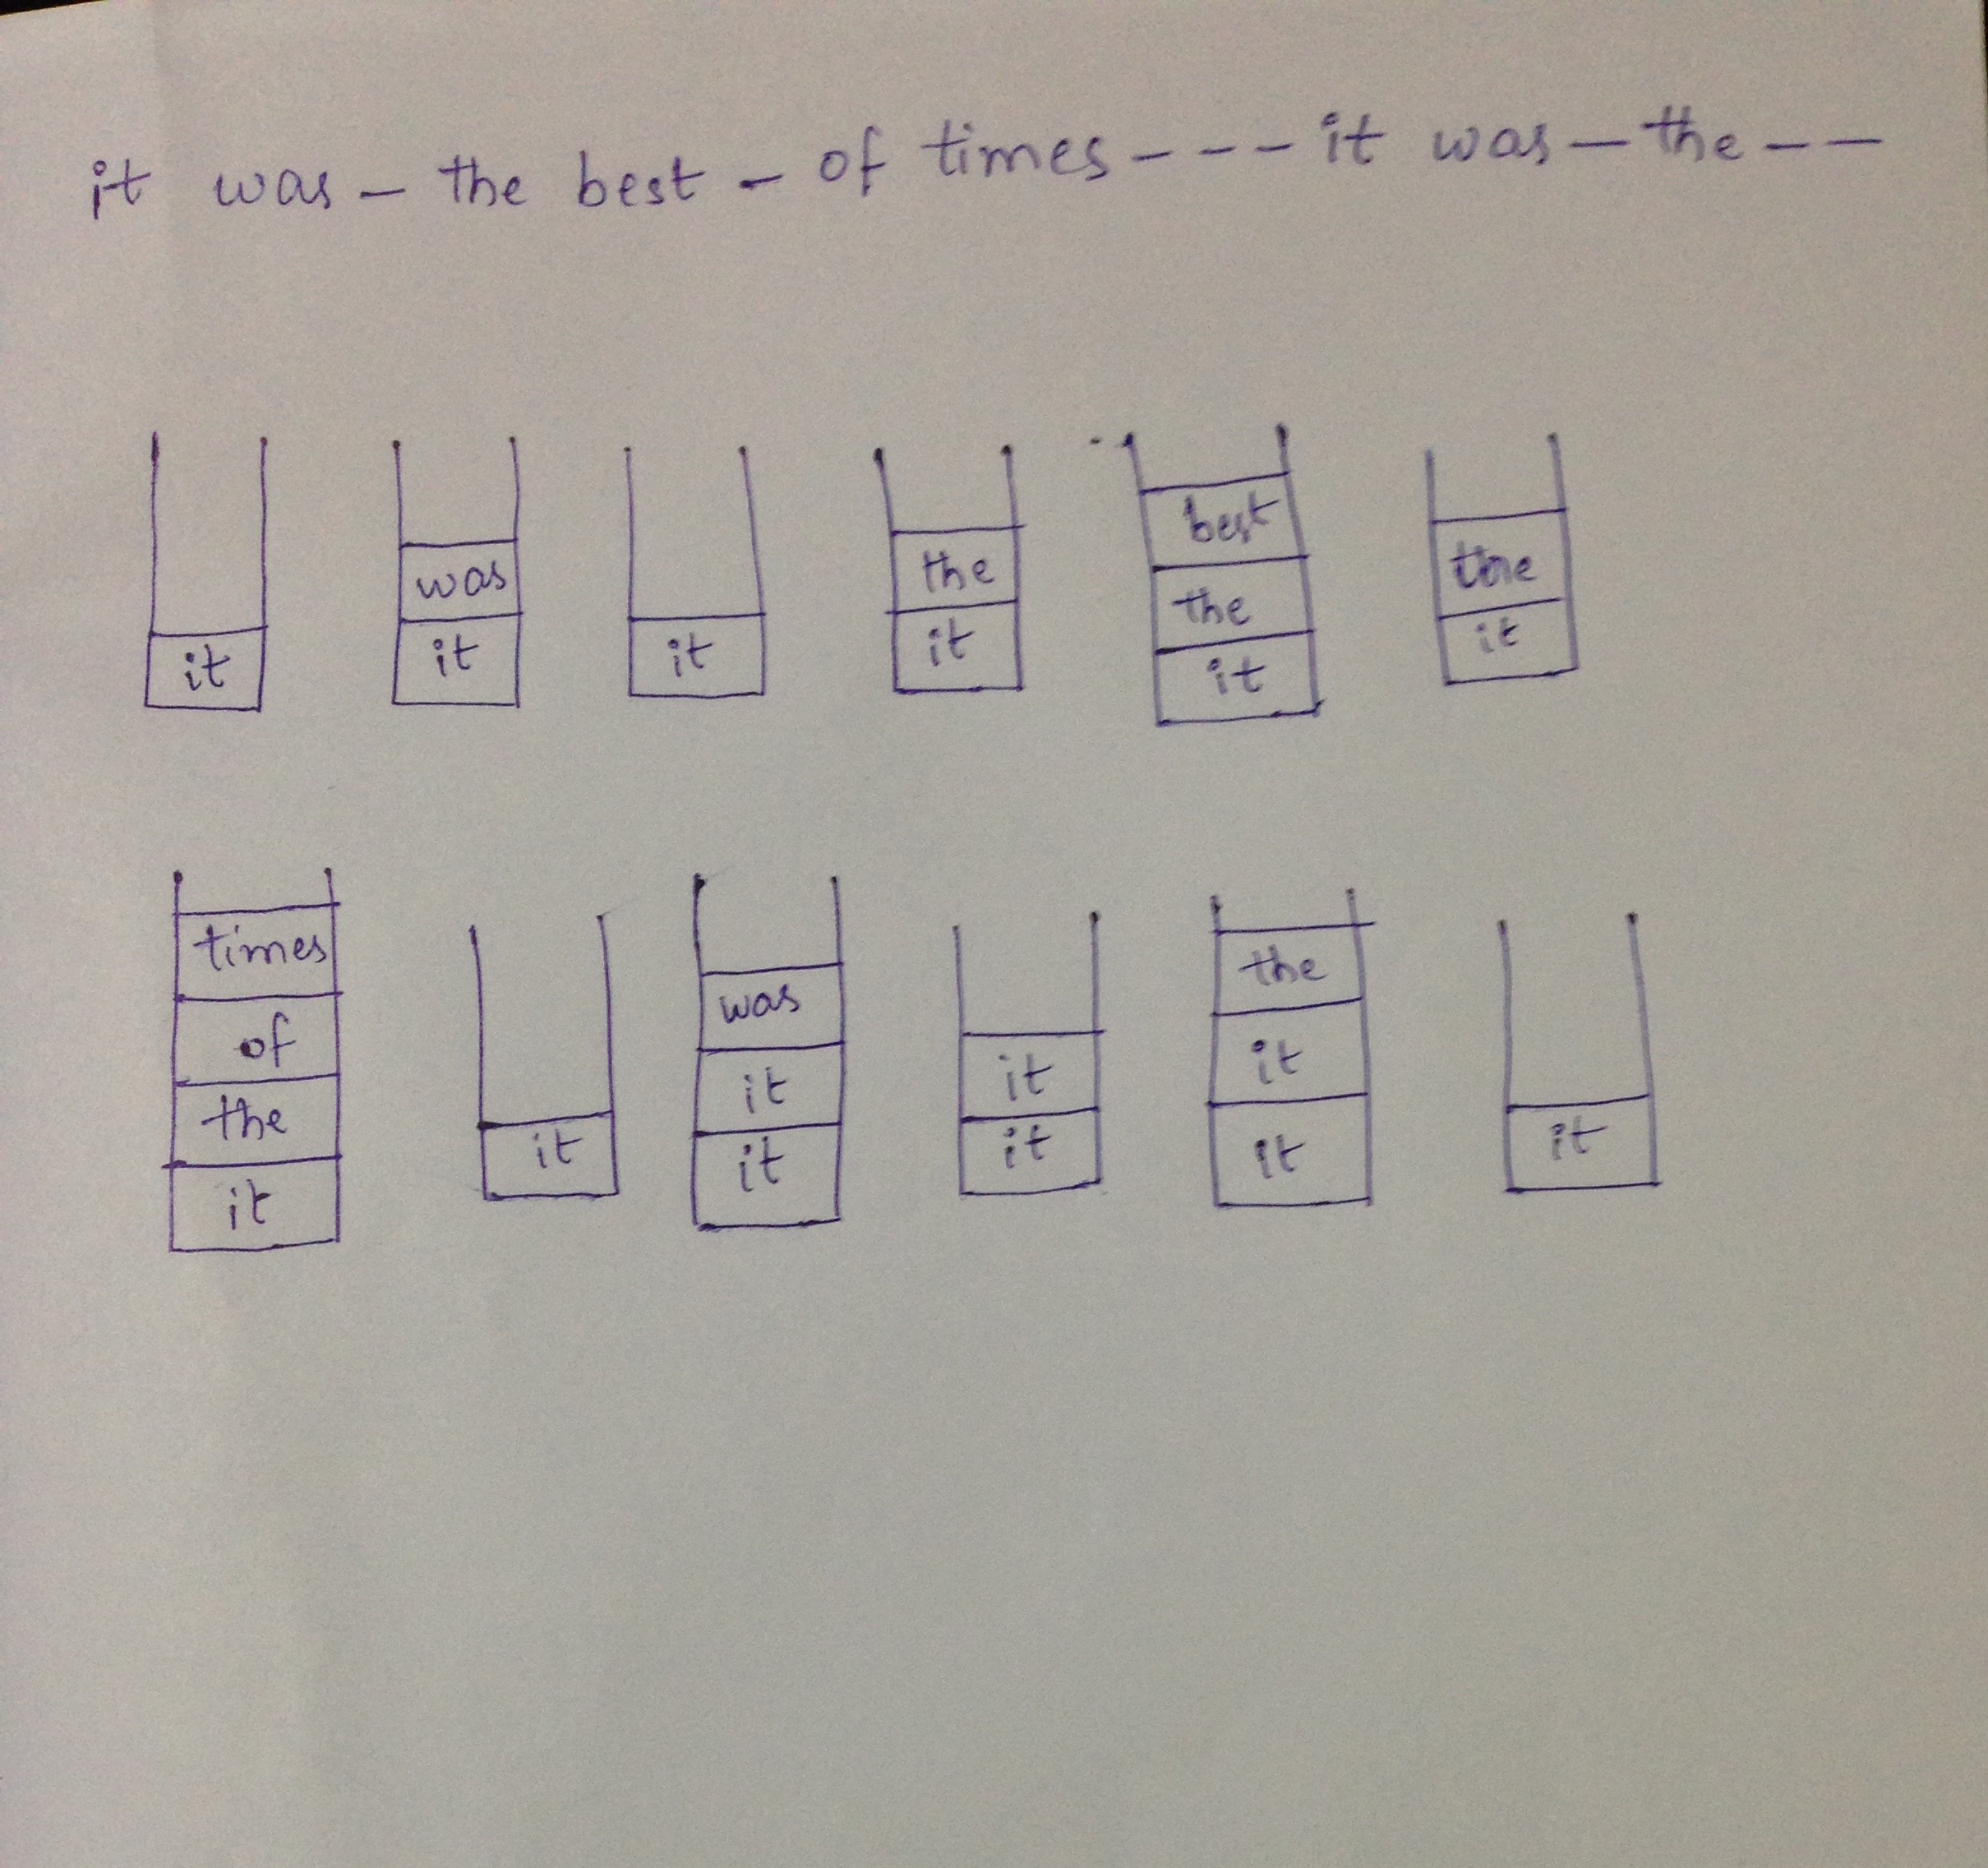 it was – the best – of times - - - - it was – the – –
best
the the the
was the it
it it it it
it
times
the
of was
it it
the it it
it it it it
it